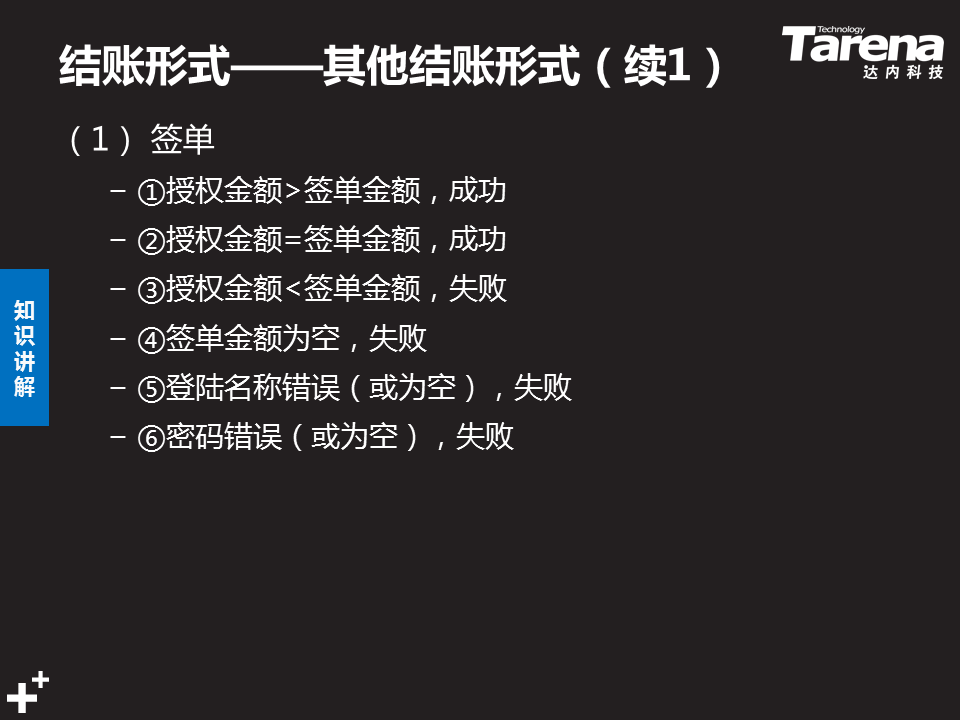 结账形式——其他结账形式（续1）
Technology
Tarena
达内科技
（1） 签单
– ①授权金额>签单金额，成功
– ②授权金额=签单金额，成功
– ③授权金额<签单金额，失败
– ④签单金额为空，失败
– ⑤登陆名称错误（或为空），失败
– ⑥密码错误（或为空），失败
知
识
讲
解